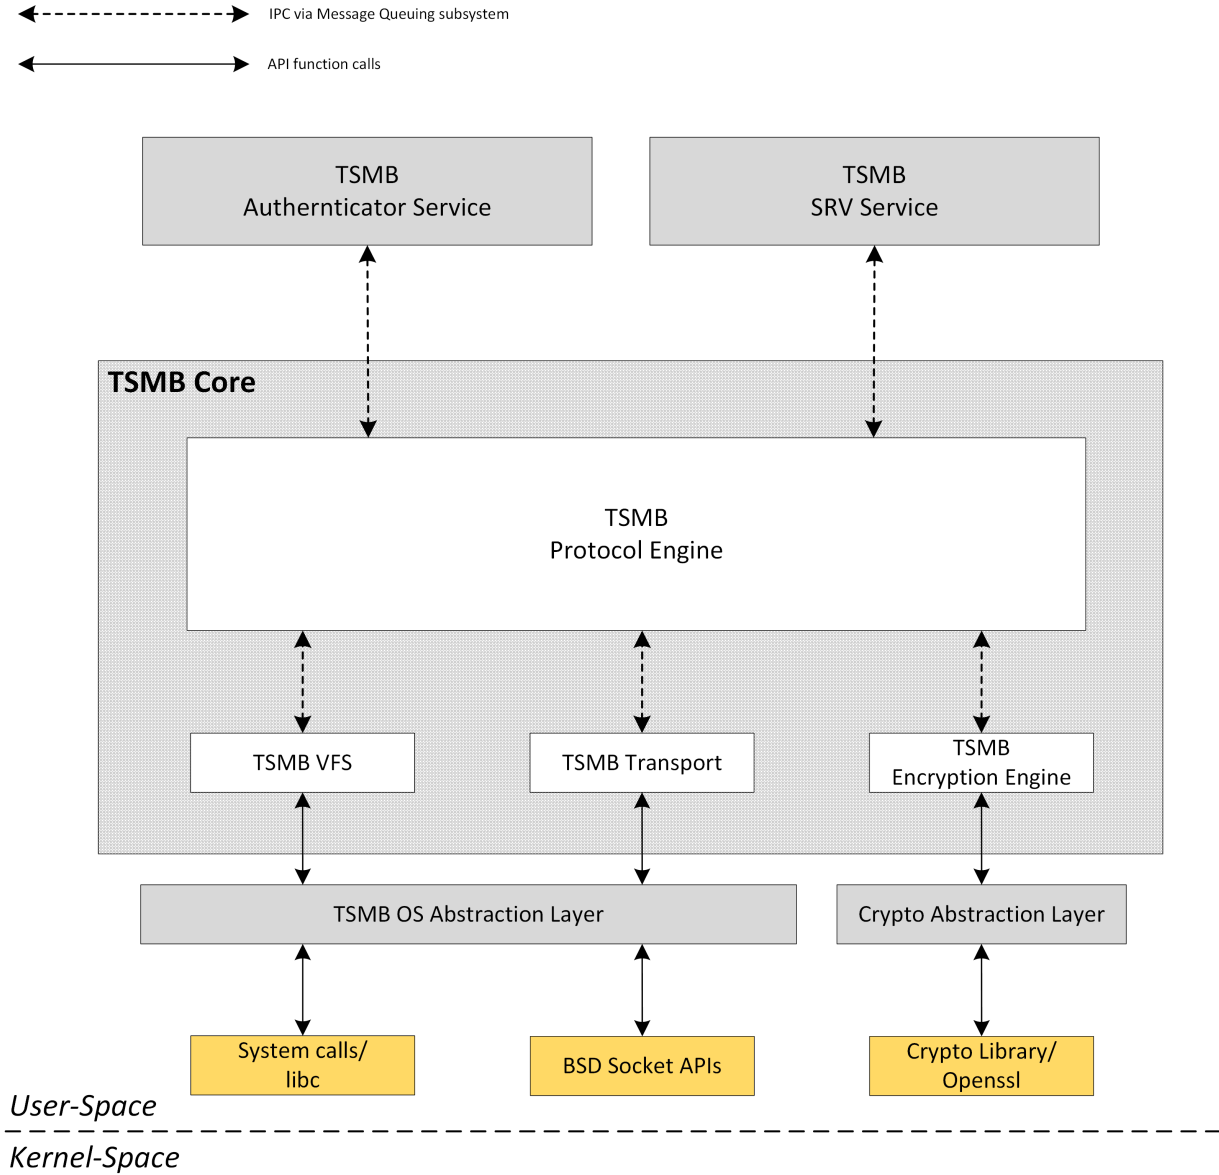 IPC via Message Queuing subsystem
API function calls
TSMB
Authernticator Service
TSMB
SRV Service
TSMB Core
TSMB
Protocol Engine
TSMB VFS
TSMB Transport
TSMB
Encryption Engine
TSMB OS Abstraction Layer
Crypto Abstraction Layer
System calls/
libc
BSD Socket APIs
Crypto Library/
Openssl
User-Space
Kernel-Space